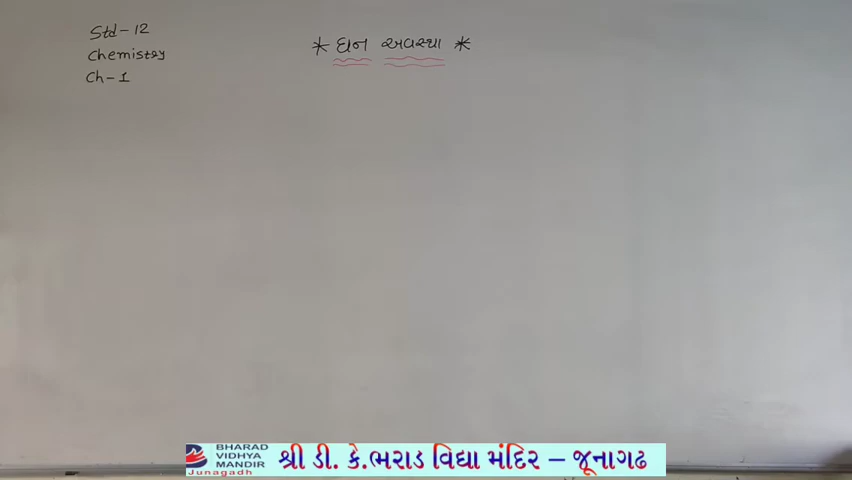 Std-12
Chemistry
Ch-1
* ઘન અવસ્થા *
BHARAD
VIDHYA
MANDIR
Junagadh
શ્રી ડી. કે.ભરાડ વિદ્યા મંદિર – જૂનાગઢ